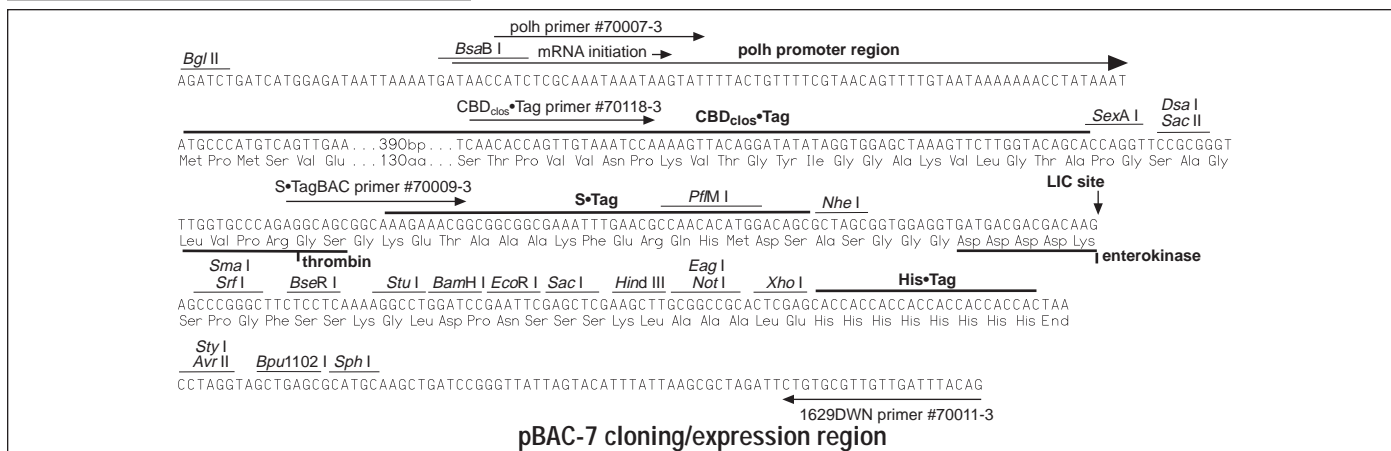 polh primer #70007-3
BsaB I mRNA initiation polh promoter region
Bgl II
AGATCTGATCATGGAGATAATTAAAATGATAACCATCTCGCAAATAAATAAGTATTTTACTGTTTTCGTAACAGTTTTGTAATAAAAAAACCTATAAAT
CBDclos•Tag primer #70118-3 CBDclos•Tag SexA I Dsa I
Sac II
ATGCCCATGTCAGTTGAA...390bp ...TCAACACCAGTTGTAAATCCAAAAGTTACAGGATATATAGGTGGAGCTAAAGTTCTTGGTACAGCACCAGGTTCCGCGGGT
Met Pro Met Ser Val Glu ...130aa ...Ser Thr Pro Val Val Asn Pro Lys Val Thr Gly Tyr Ile Gly Gly Ala Lys Val Leu Gly Thr Ala Pro Gly Ser Ala Gly
S•TagBAC primer #70009-3 S•Tag PflM I Nhe I LIC site
TTGGTGCCCAGAGGCAGCGGCAAAGAAACGGCGGCGGCGAAATTTGAACGCCAACACATGGACAGCGCTAGCGGTGGAGGTGATGACGACGACAAG
Leu Val Pro Arg Gly Ser Gly Lys Glu Thr Ala Ala Ala Lys Phe Glu Arg Gln His Met Asp Ser Ala Ser Gly Gly Gly Asp Asp Asp Asp Lys
thrombin enterokinase
Sma I Eag I
Srf I BseR I Stu I BamH I EcoR I Sac I Hind III Not I Xho I His•Tag
AGCCCGGGCTTCTCCTCAAAAGGCCTGGATCCGAATTCGAGCTCGAAGCTTGCGGCCGCACTCGAGCACCACCACCACCACCACCACCACTAA
Ser Pro Gly Phe Ser Ser Lys Gly Leu Asp Pro Asn Ser Ser Ser Lys Leu Ala Ala Ala Leu Glu His His His His His His His His End
Sty I
Avr II Bpu1102 I Sph I
CCTAGGTAGCTGAGCGCATGCAAGCTGATCCGGGTTATTAGTACATTTATTAAGCGCTAGATTCTGTGCGTTGTTGATTTACAG
1629DWN primer #70011-3
pBAC-7 cloning/expression region